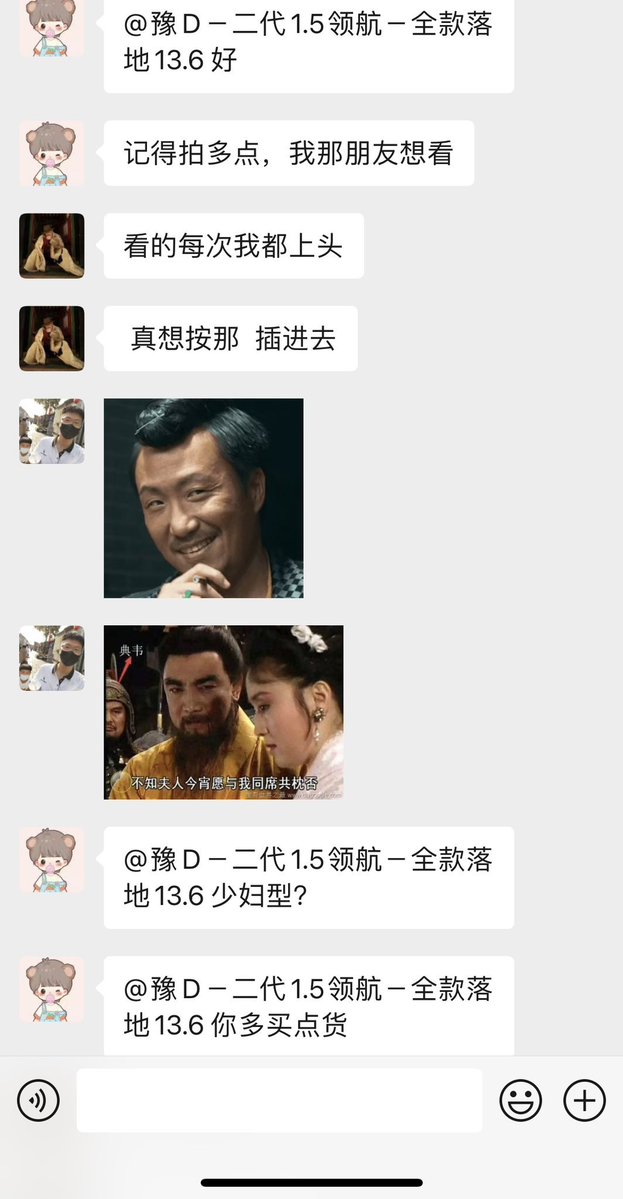 @豫D－二代1.5领航－全款落
地13.6 好
记得拍多点，我那朋友想看
看的每次我都上头
真想按那 插进去
典韦
不知夫人今宵愿与我同席共枕否
@豫D－二代1.5领航－全款落
地13.6 少妇型?
@豫D－二代1.5领航－全款落
地13.6 你多买点货